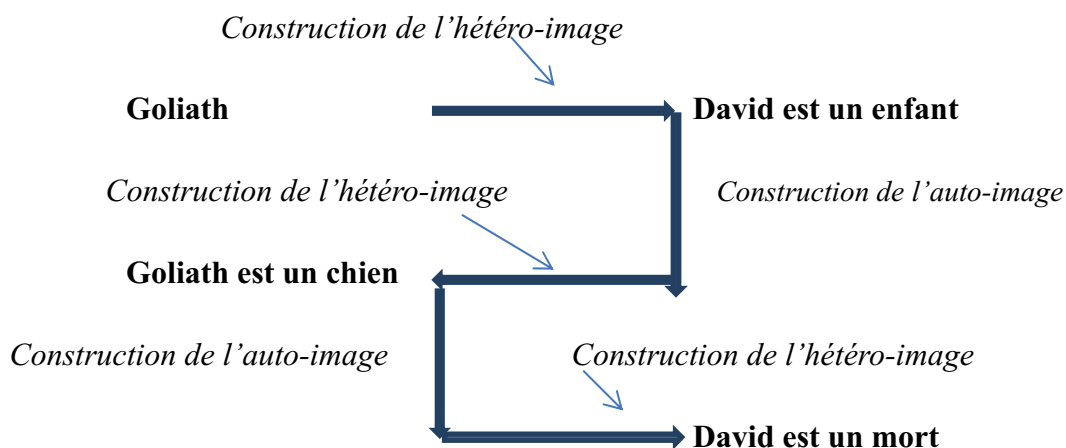 Construction de l’hétéro-image
Goliath David est un enfant
Construction de l’hétéro-image Construction de l’auto-image
Goliath est un chien
Construction de l’auto-image Construction de l’hétéro-image
David est un mort